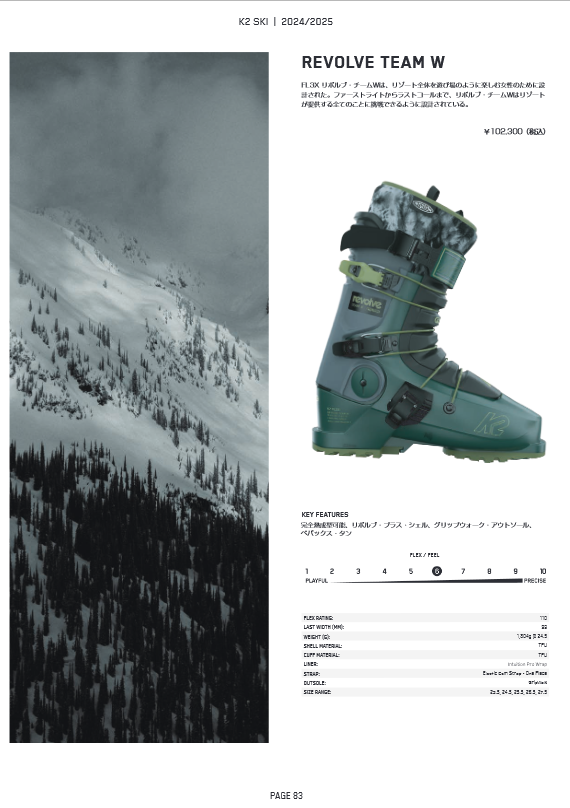 K2 SKI | 2024/2025
REVOLVE TEAM W
FL3X リボルブ・チームWは、リゾート全体を遊び場のように楽しむ女性のために設
計された。ファーストライトからラストコールまで、リボルブ・チームWはリゾート
が提供する全てのことに挑戦できるように設計されている。
¥102,300（税込）
revolve
K2
KEY FEATURES
完全熱成型可能、リボルブ・プラス・シェル、グリップウォーク・アウトソール、
ペバックス・タン
FLEX / FEEL
1 2 3 4 5 6 7 8 9 10
PLAYFUL PRECISE
FLEX RATING: 110
LAST WIDTH (MM): 99
WEIGHT (G): 24.5
SHELL MATERIAL: TPU
CUFF MATERIAL: TPU
LINER: Intuition Pro Wrap
STRAP: Elastic Cam Strap - One Piece
OUTSOLE: GripWalk
SIZE RANGE: 23.5, 24.5, 25.5, 26.5, 27.5
PAGE 83